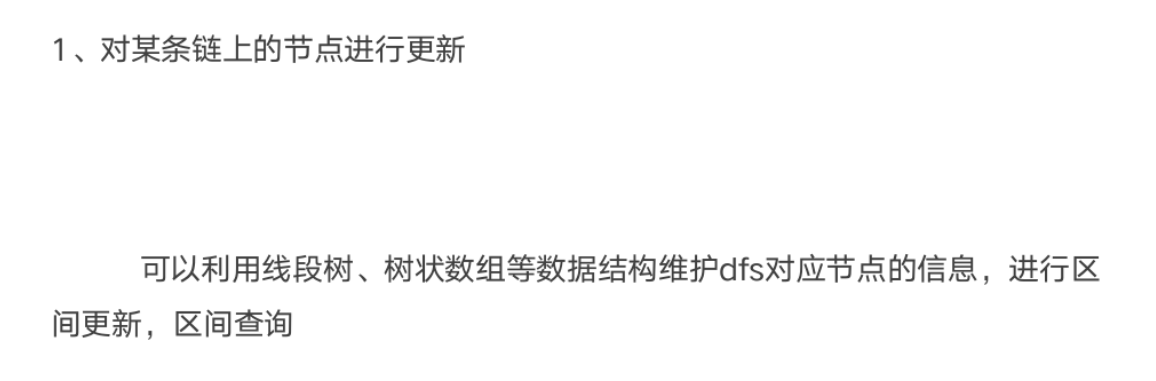 1、对某条链上的节点进行更新
可以利用线段树、树状数组等数据结构维护dfs对应节点的信息，进行区
间更新，区间查询